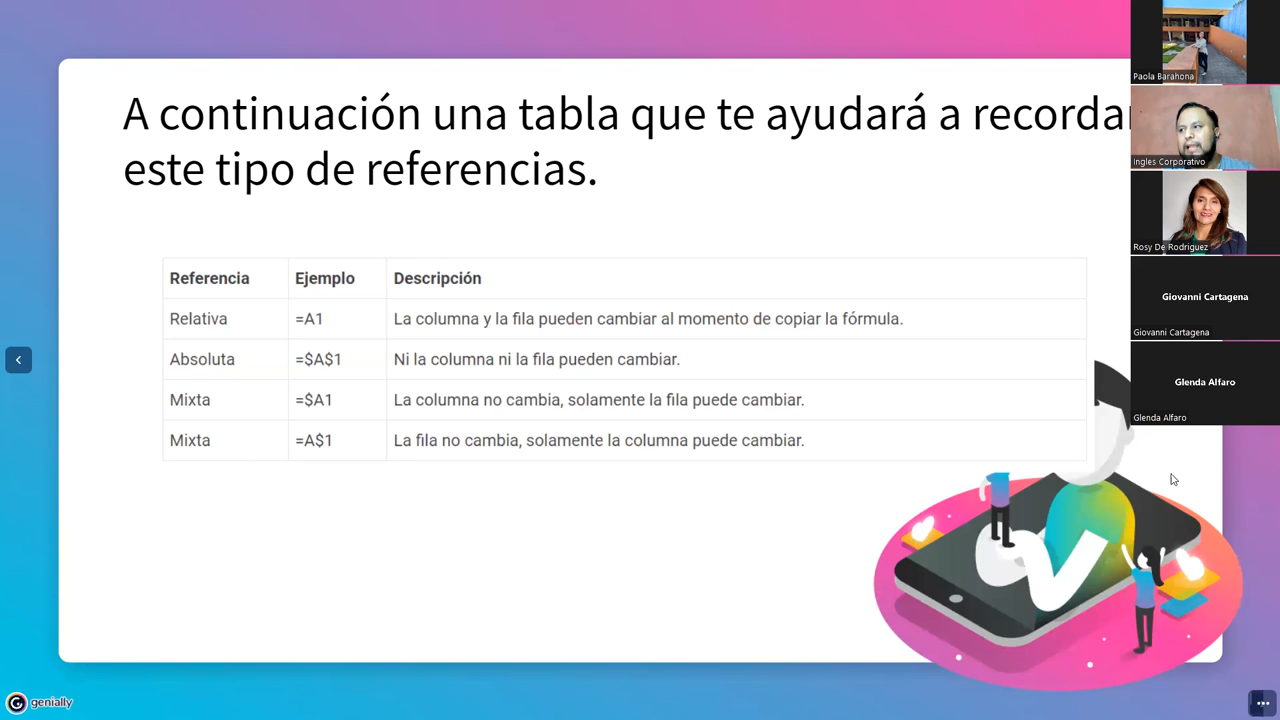 A continuación una tabla que te ayudará a recordar
este tipo de referencias.
Referencia Ejemplo Descripción
Relativa =A1 La columna y la fila pueden cambiar al momento de copiar la fórmula.
Absoluta =$A$1 Ni la columna ni la fila pueden cambiar.
Mixta =$A1 La columna no cambia, solamente la fila puede cambiar.
Mixta =A$1 La fila no cambia, solamente la columna puede cambiar.
genially
Paola Barahona
Ingles Corporativo
Rosy De Rodriguez
Giovanni Cartagena
Giovanni Cartagena
Glenda Alfaro
Glenda Alfaro